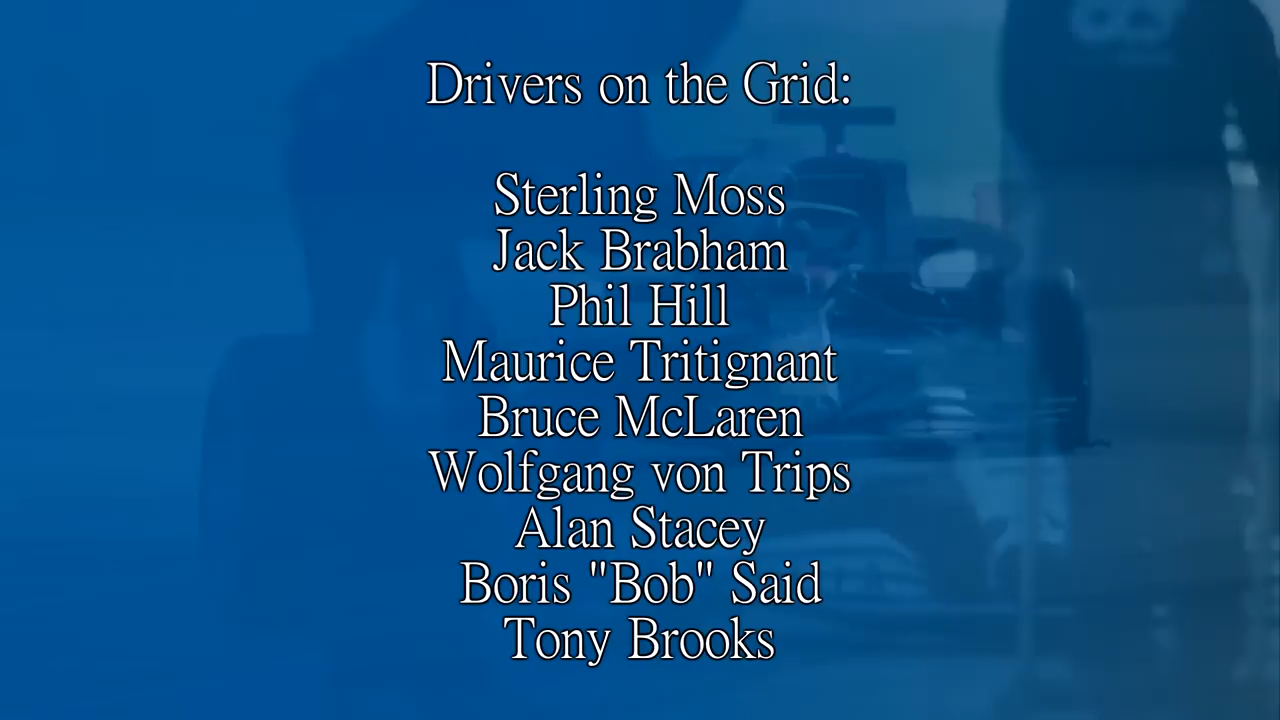 Drivers on the Grid:
Sterling Moss
Jack Brabham
Phil Hill
Maurice Tritignant
Bruce McLaren
Wolfgang von Trips
Alan Stacey
Boris "Bob" Said
Tony Brooks